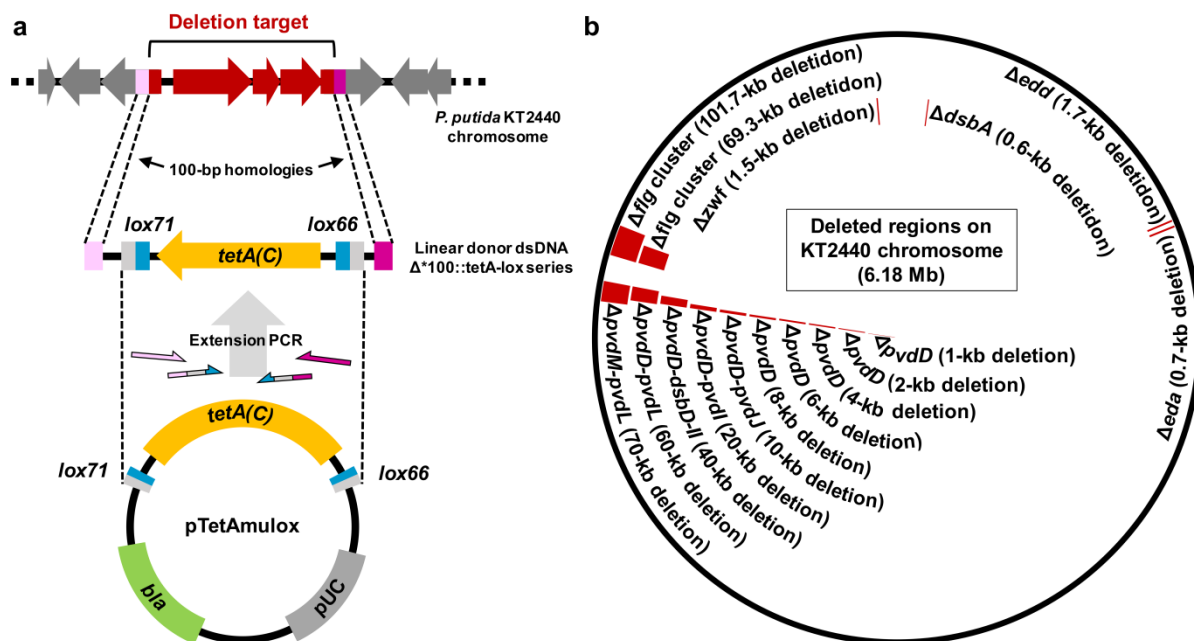 a
Deletion target
P. putida KT2440
chromosome
100-bp homologies
lox71
lox66
tetA(C)
Linear donor dsDNA
Δ*100::tetA-lox series
Extension PCR
tetA(C)
lox71
lox66
pTetAmulox
bla
pUC
b
Δflg cluster (101.7-kb deletidon)
Δflg cluster (69.3-kb deletidon)
Δzwf (1.5-kb deletidon)
ΔdsbA (0.6-kb deletidon)
Δedd (1.7-kb deletidon)
Δeda (0.7-kb deletion)
Deleted regions on
KT2440 chromosome
(6.18 Mb)
ΔpvdD (1-kb deletion)
ΔpvdD (2-kb deletion)
ΔpvdD (4-kb deletion)
ΔpvdD (6-kb deletion)
ΔpvdD (8-kb deletion)
ΔpvdD-pvdJ (10-kb deletion)
ΔpvdD-pvdI (20-kb deletion)
ΔpvdD-dsbD-II (40-kb deletion)
ΔpvdD-pvdL (60-kb deletion)
ΔpvdM-pvdL (70-kb deletion)